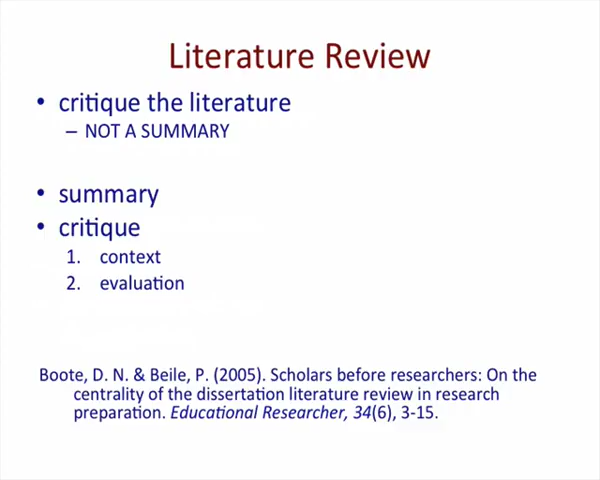 Literature Review
• critique the literature
– NOT A SUMMARY
• summary
• critique
1. context
2. evaluation
Boote, D. N. & Beile, P. (2005). Scholars before researchers: On the
centrality of the dissertation literature review in research
preparation. Educational Researcher, 34(6), 3-15.